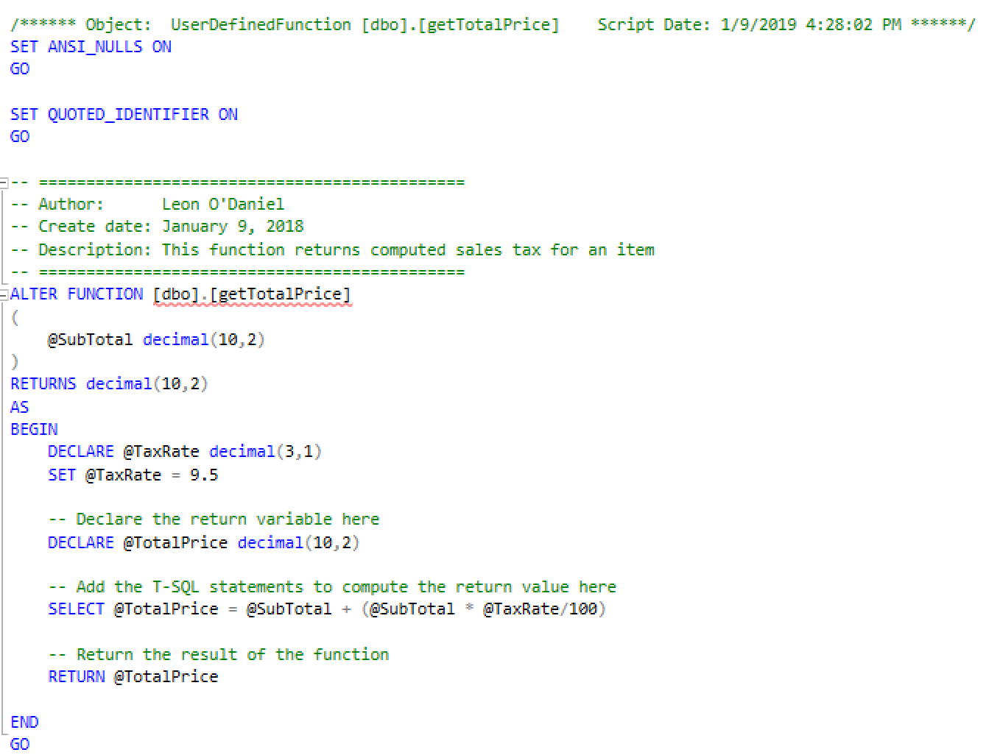 /****** Object:  UserDefinedFunction [dbo].[getTotalPrice]    Script Date: 1/9/2019 4:28:02 PM ******/
SET ANSI_NULLS ON
GO
SET QUOTED_IDENTIFIER ON
GO
-- =============================================
-- Author:      Leon O'Daniel
-- Create date: January 9, 2018
-- Description: This function returns computed sales tax for an item
-- =============================================
ALTER FUNCTION [dbo].[getTotalPrice]
(
    @SubTotal decimal(10,2)
)
RETURNS decimal(10,2)
AS
BEGIN
    DECLARE @TaxRate decimal(3,1)
    SET @TaxRate = 9.5
    -- Declare the return variable here
    DECLARE @TotalPrice decimal(10,2)
    -- Add the T-SQL statements to compute the return value here
    SELECT @TotalPrice = @SubTotal + (@SubTotal * @TaxRate/100)
    -- Return the result of the function
    RETURN @TotalPrice
END
GO